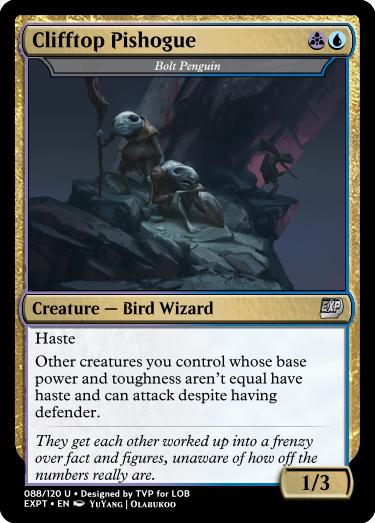 Clifftop Pishogue
Bolt Penguin
Creature — Bird Wizard
EXP
Haste
Other creatures you control whose base
power and toughness aren't equal have
haste and can attack despite having
defender.
They get each other worked up into a frenzy
over fact and figures, unaware of how off the
numbers really are.
1/3
088/120 U • Designed by TVP for LOB
EXPT • EN YuYang | Olabukoo